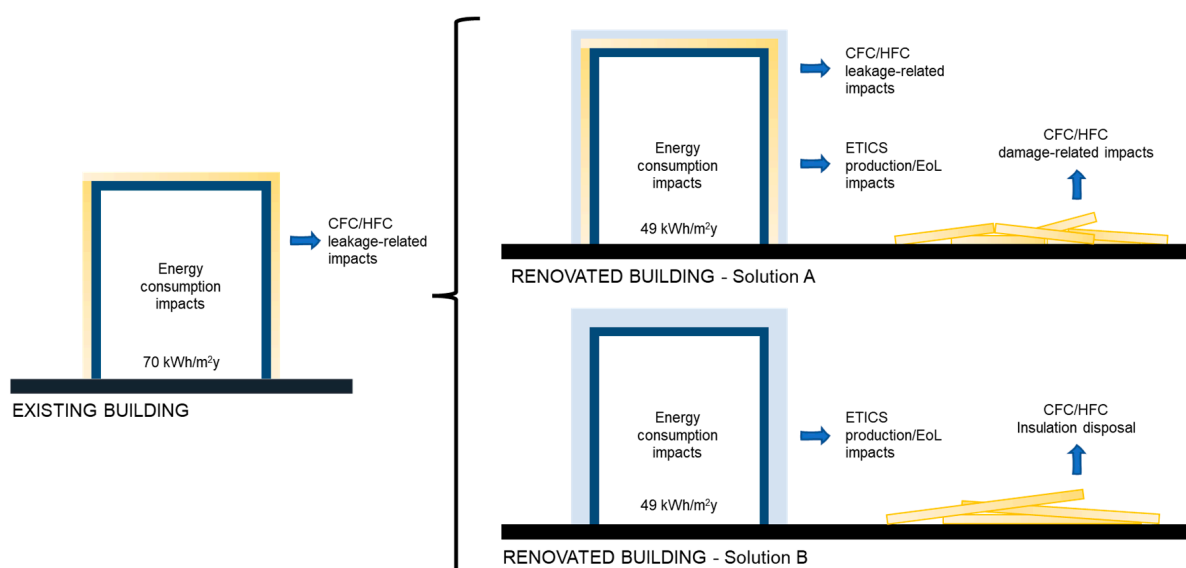 CFC/HFC
leakage-related
impacts
Energy
consumption
impacts
70 kWh/m²y
EXISTING BUILDING
CFC/HFC
leakage-related
impacts
Energy
consumption
impacts
ETICS
production/EoL
impacts
CFC/HFC
damage-related impacts
49 kWh/m²y
RENOVATED BUILDING - Solution A
Energy
consumption
impacts
ETICS
production/EoL
impacts
CFC/HFC
Insulation disposal
49 kWh/m²y
RENOVATED BUILDING - Solution B